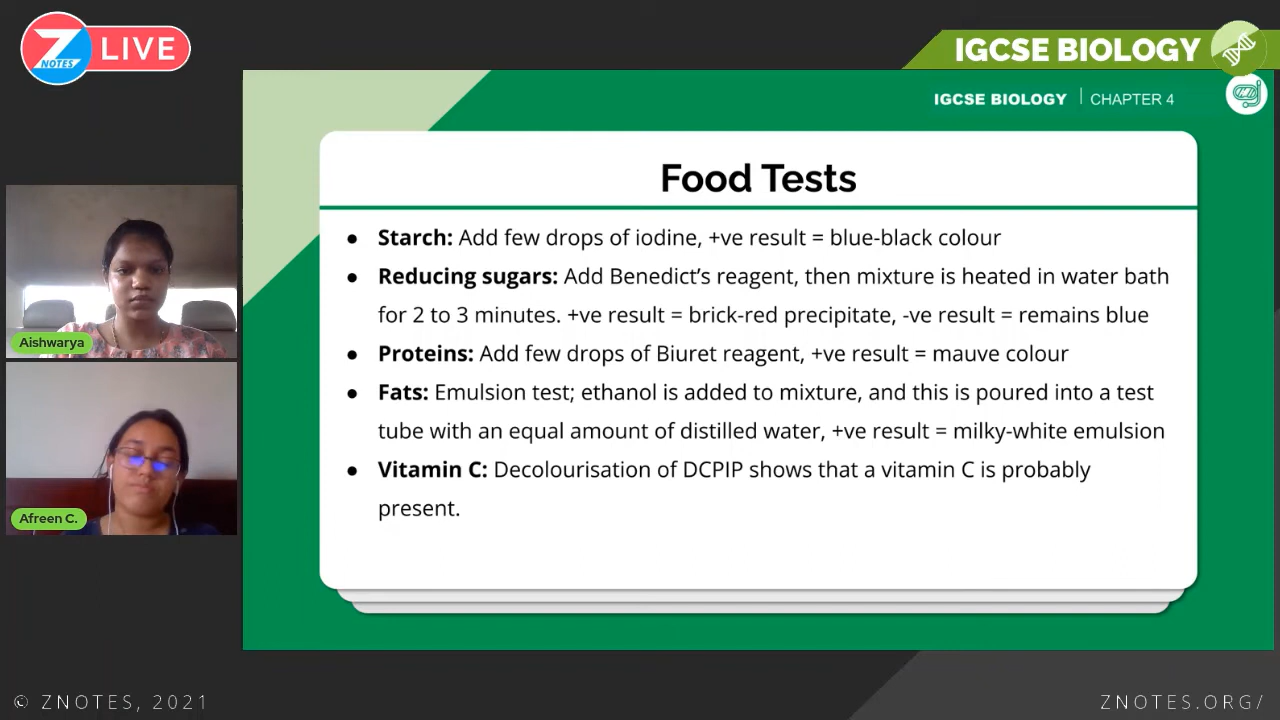 Z NOTES LIVE
IGCSE BIOLOGY
IGCSE BIOLOGY | CHAPTER 4
Food Tests
● Starch: Add few drops of iodine, +ve result = blue-black colour
● Reducing sugars: Add Benedict’s reagent, then mixture is heated in water bath
for 2 to 3 minutes. +ve result = brick-red precipitate, -ve result = remains blue
● Proteins: Add few drops of Biuret reagent, +ve result = mauve colour
● Fats: Emulsion test; ethanol is added to mixture, and this is poured into a test
tube with an equal amount of distilled water, +ve result = milky-white emulsion
● Vitamin C: Decolourisation of DCPIP shows that a vitamin C is probably
present.
Aishwarya
Afreen C.
© ZNOTES, 2021
ZNOTES.ORG/